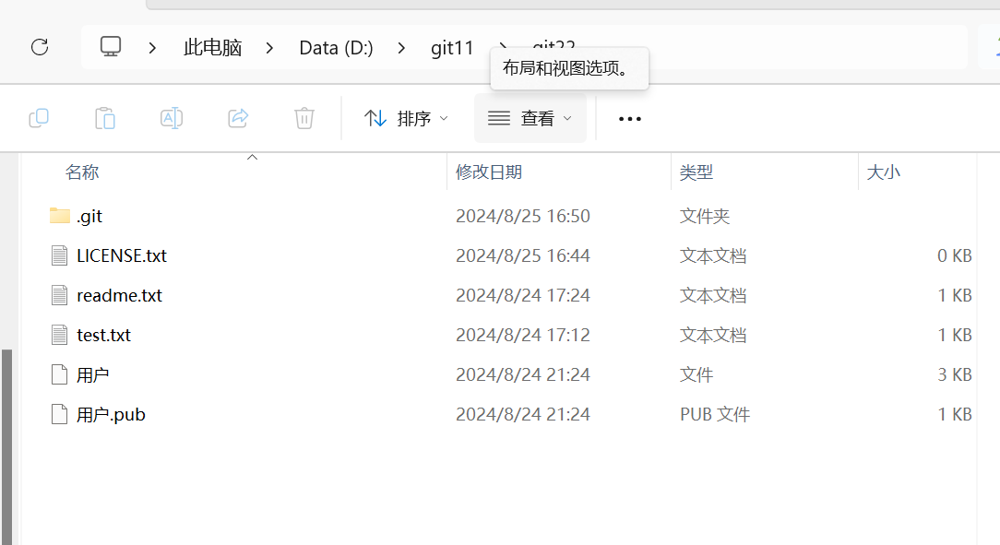 此电脑 Data (D:) git11 git22
布局和视图选项。
排序 查看
名称 修改日期 类型 大小
.git 2024/8/25 16:50 文件夹
LICENSE.txt 2024/8/25 16:44 文本文档 0 KB
readme.txt 2024/8/24 17:24 文本文档 1 KB
test.txt 2024/8/24 17:12 文本文档 1 KB
用户 2024/8/24 21:24 文件 3 KB
用户.pub 2024/8/24 21:24 PUB 文件 1 KB